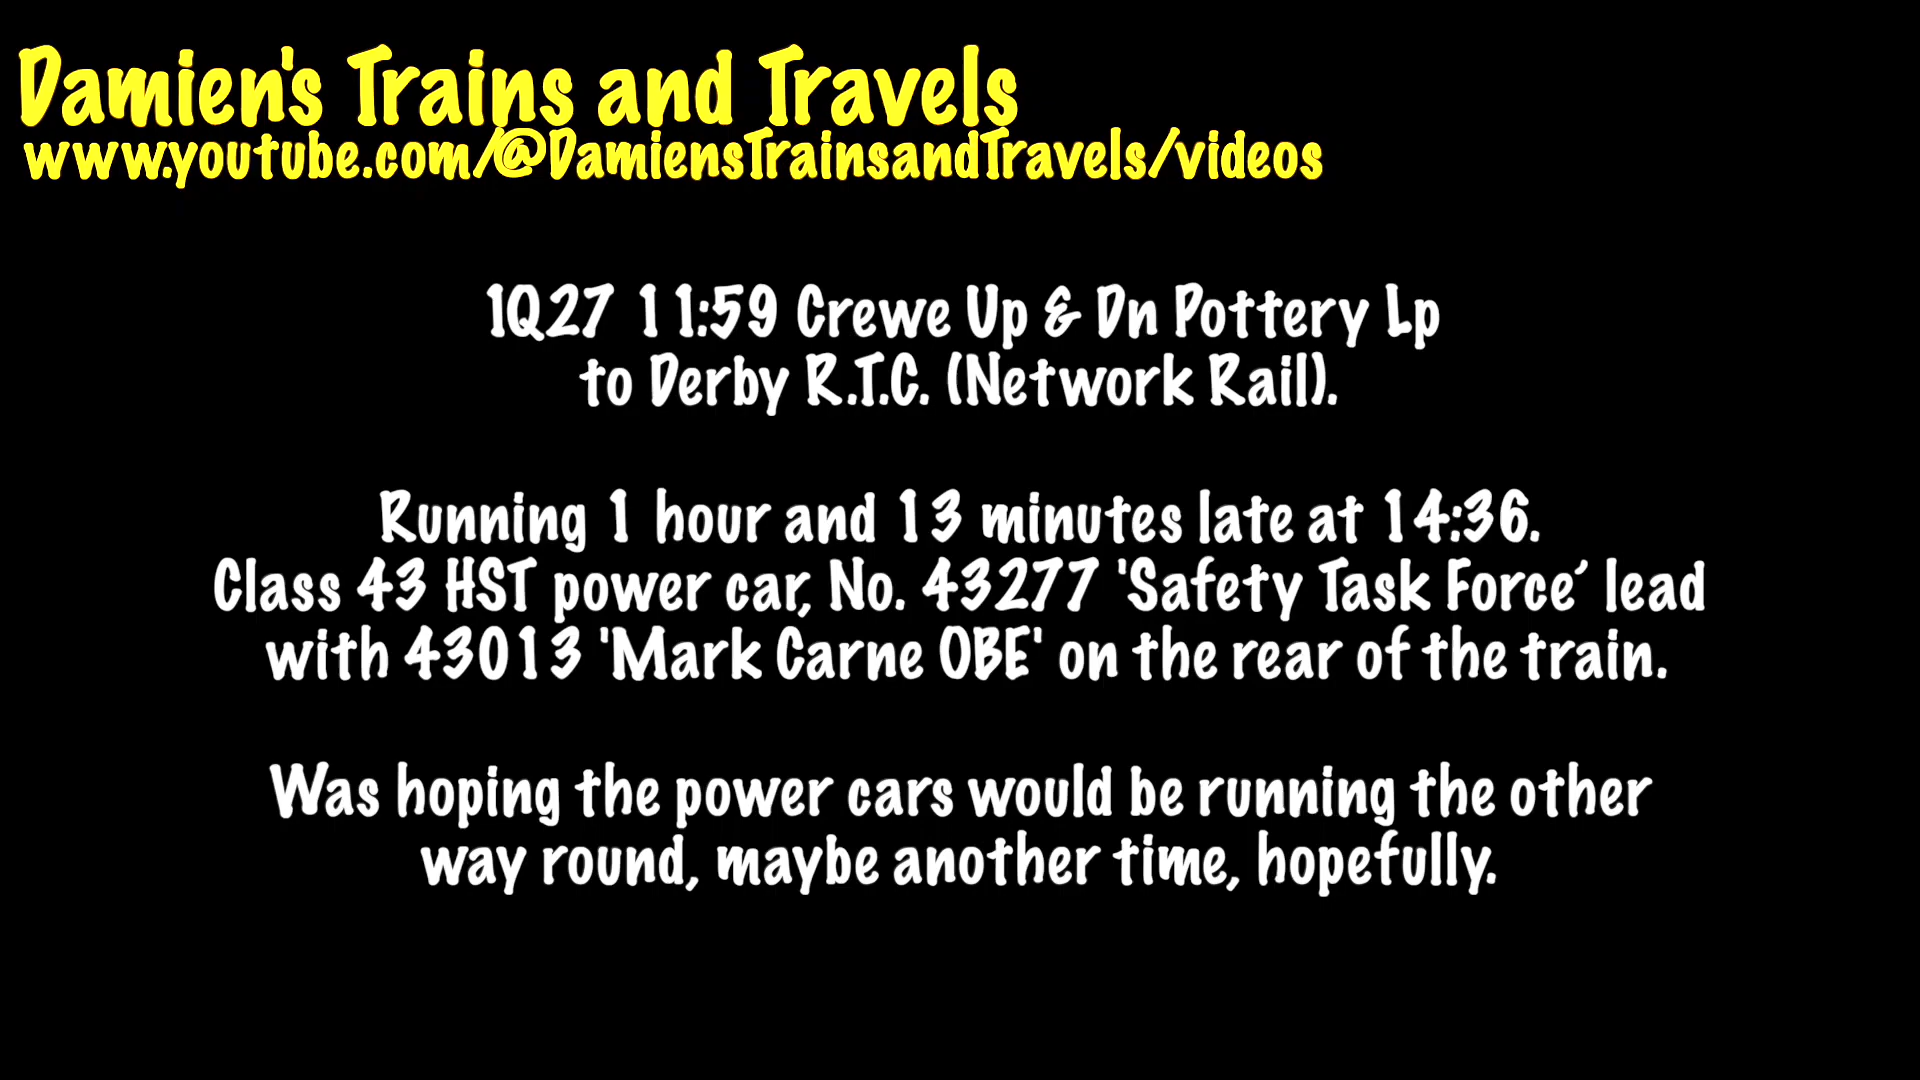 Damien's Trains and Travels
www.youtube.com/@DamiensTrainsandTravels/videos
1Q27 11:59 Crewe Up & Dn Pottery Lp
to Derby R.T.C. (Network Rail).
Running 1 hour and 13 minutes late at 14:36.
Class 43 HST power car, No. 43277 'Safety Task Force’ lead
with 43013 'Mark Carne OBE' on the rear of the train.
Was hoping the power cars would be running the other
way round, maybe another time, hopefully.